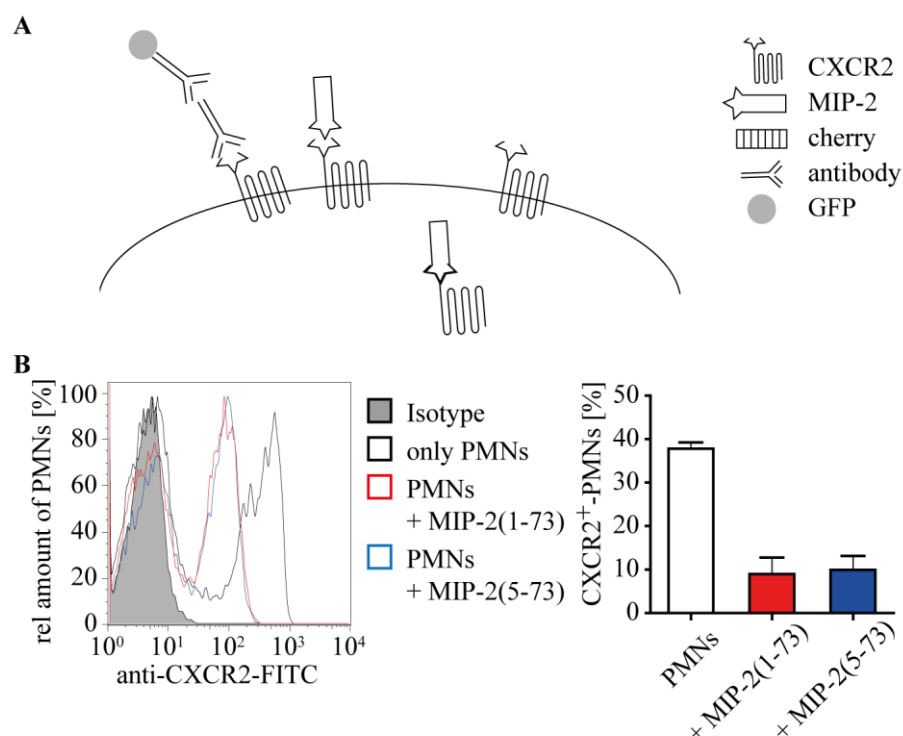 A
CXCR2
MIP-2
cherry
antibody
GFP
B
rel amount of PMNs [%]
100
80
60
40
20
0
10⁰ 10¹ 10² 10³ 10⁴
anti-CXCR2-FITC
Isotype
only PMNs
PMNs
+ MIP-2(1-73)
PMNs
+ MIP-2(5-73)
CXCR2⁺-PMNs [%]
50
40
30
20
10
0
PMNs
+ MIP-2(1-73)
+ MIP-2(5-73)